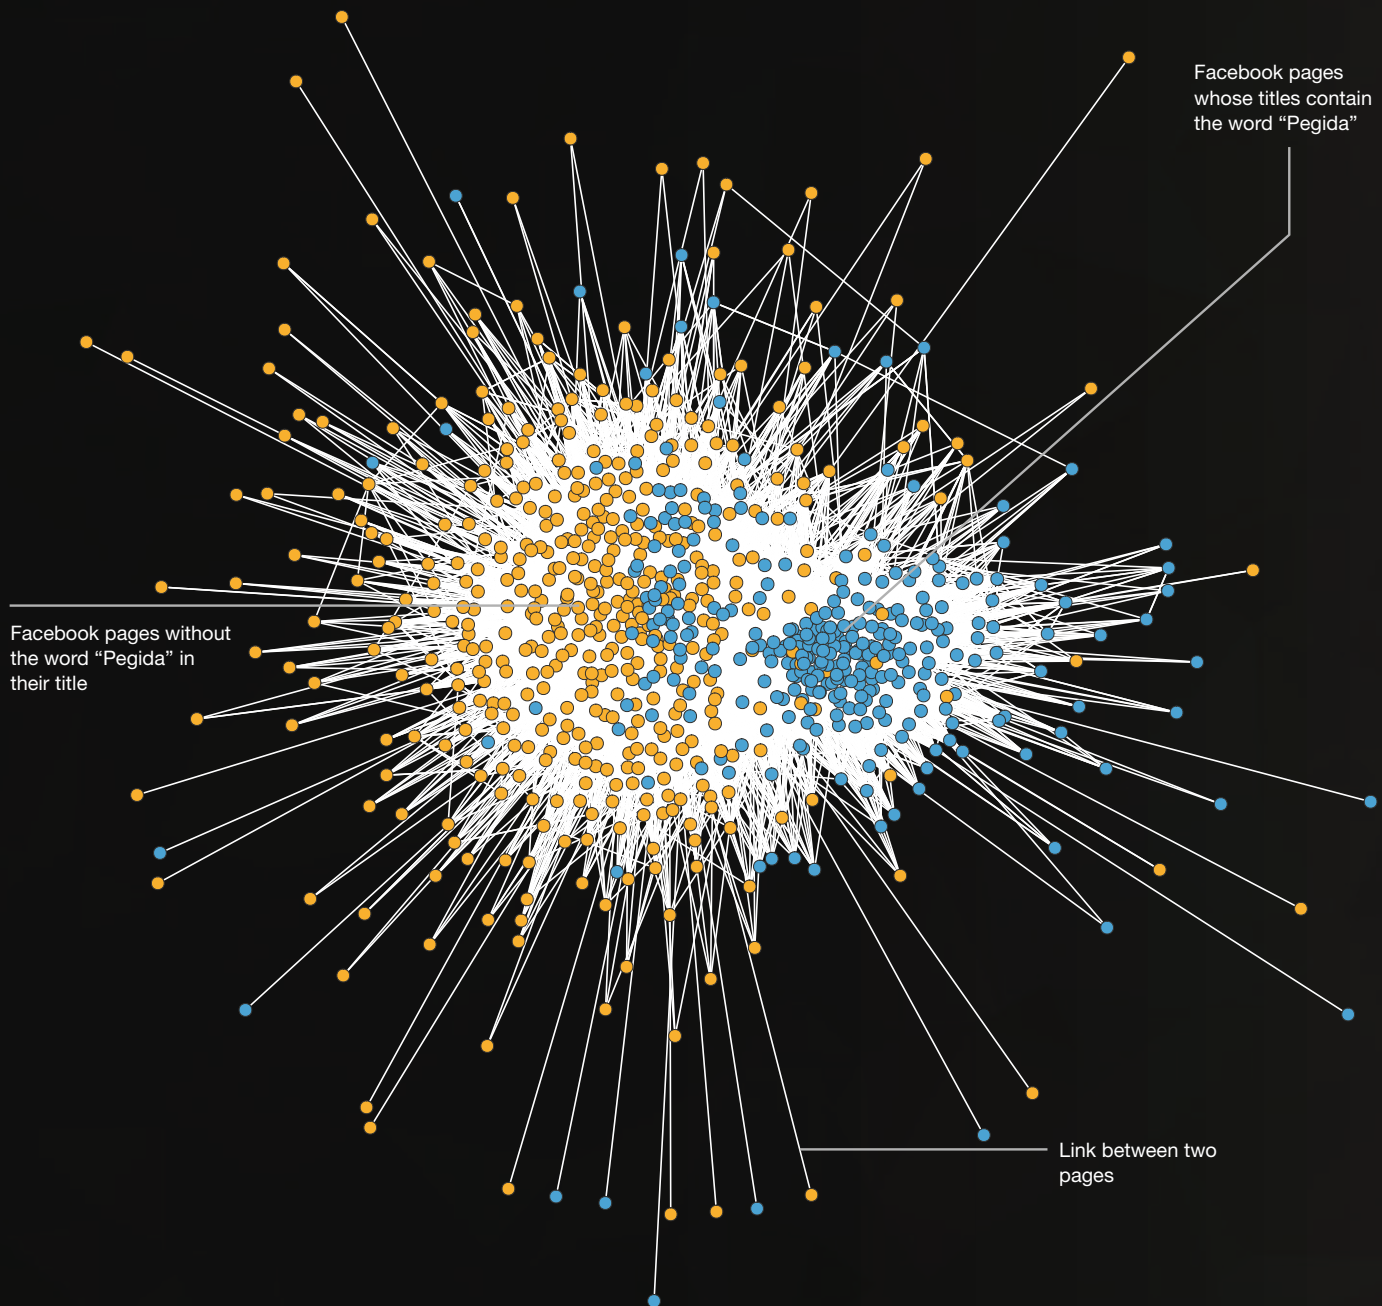 Facebook pages
whose titles contain
the word “Pegida”
Facebook pages without
the word “Pegida” in
their title
Link between two
pages